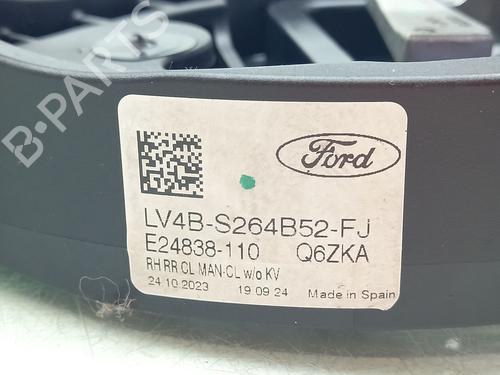 B-PARTS
Ford
LV4B-S264B52-FJ
E24838-110 Q6ZKA
RH RR CL MAN-CL w/o KV
24.10.2023 19:09:24 Made in Spain